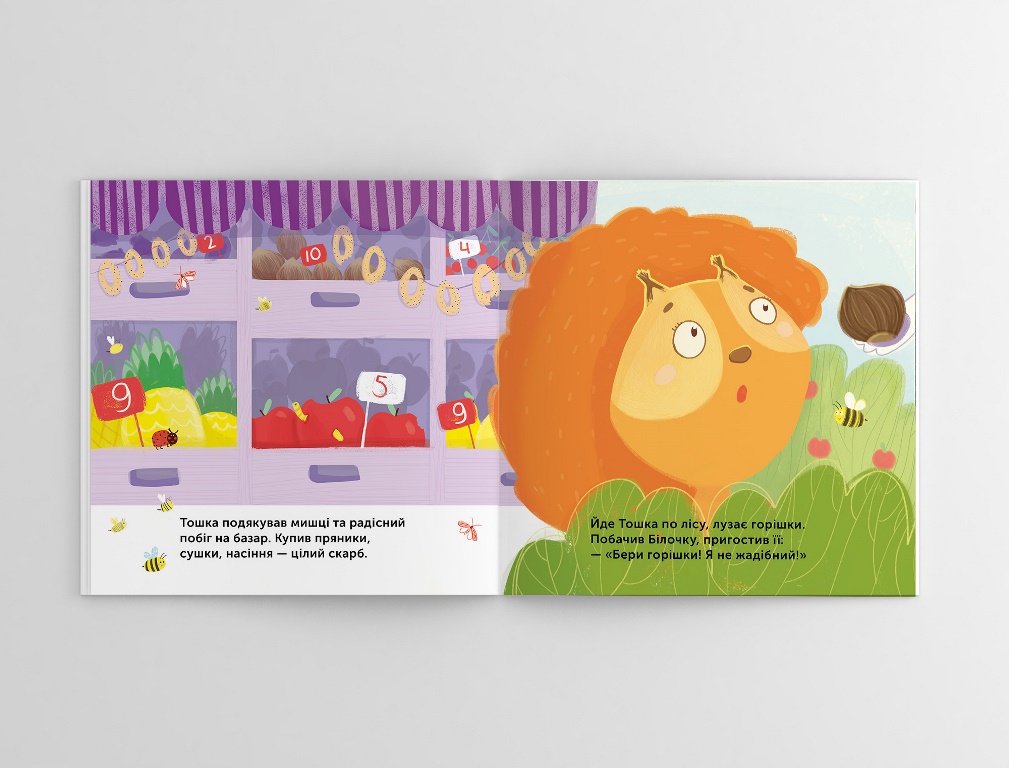 2
10
4
9
5
9
Тошка подякував мишці та радісний
побіг на базар. Купив пряники,
сушки, насіння — цілий скарб.
Йде Тошка по лісу, лузає горішки.
Побачив Білочку, пригостив її:
— «Бери горішки! Я не жадібний!»